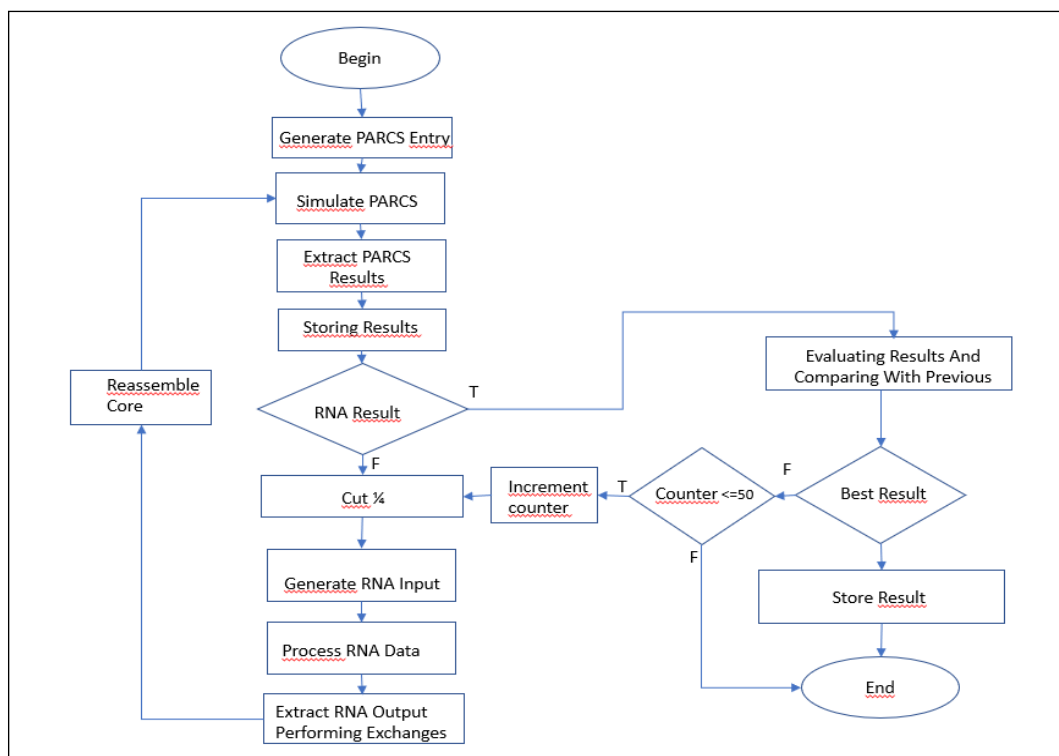 Begin
Generate PARCS Entry
Simulate PARCS
Extract PARCS
Results
Storing Results
RNA Result
T
F
Evaluating Results And
Comparing With Previous
Reassemble
Core
Cut ¼
Increment
counter
T
Counter <=50
F
F
Best Result
Generate RNA Input
Store Result
Process RNA Data
End
Extract RNA Output
Performing Exchanges